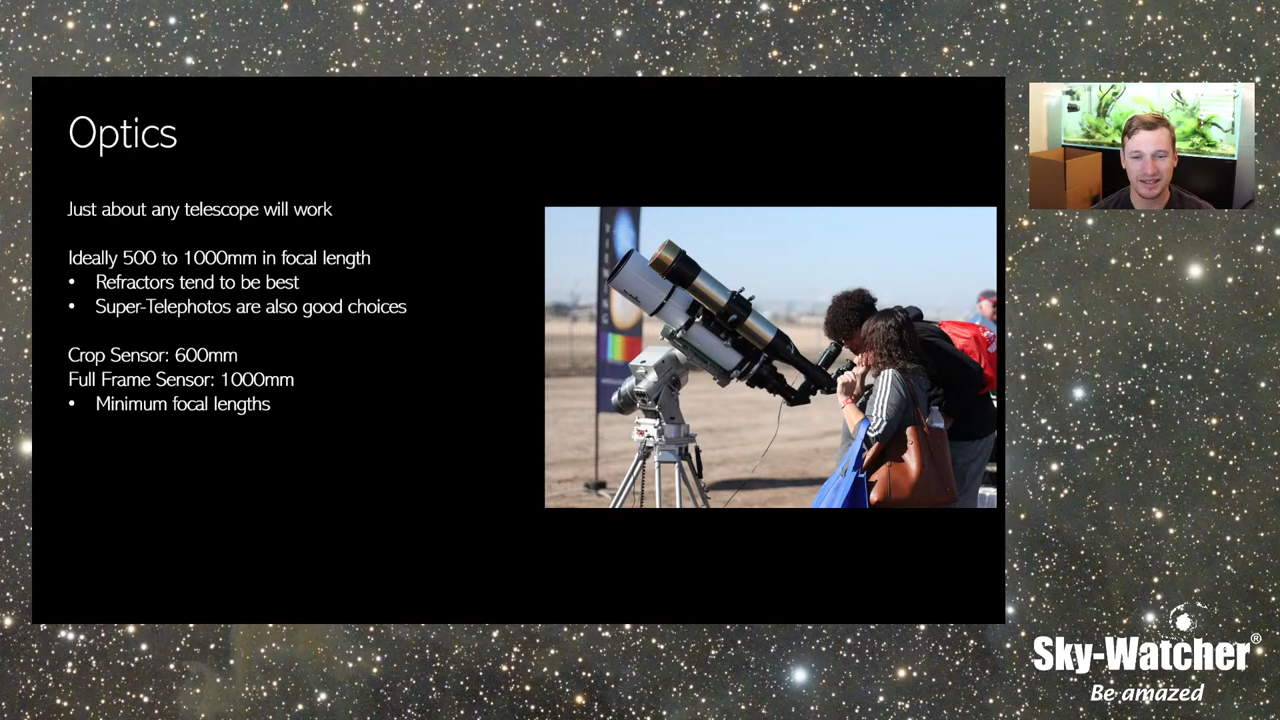 Optics
Just about any telescope will work
Ideally 500 to 1000mm in focal length
• Refractors tend to be best
• Super-Telephotos are also good choices
Crop Sensor: 600mm
Full Frame Sensor: 1000mm
• Minimum focal lengths
Sky-Watcher®
Be amazed